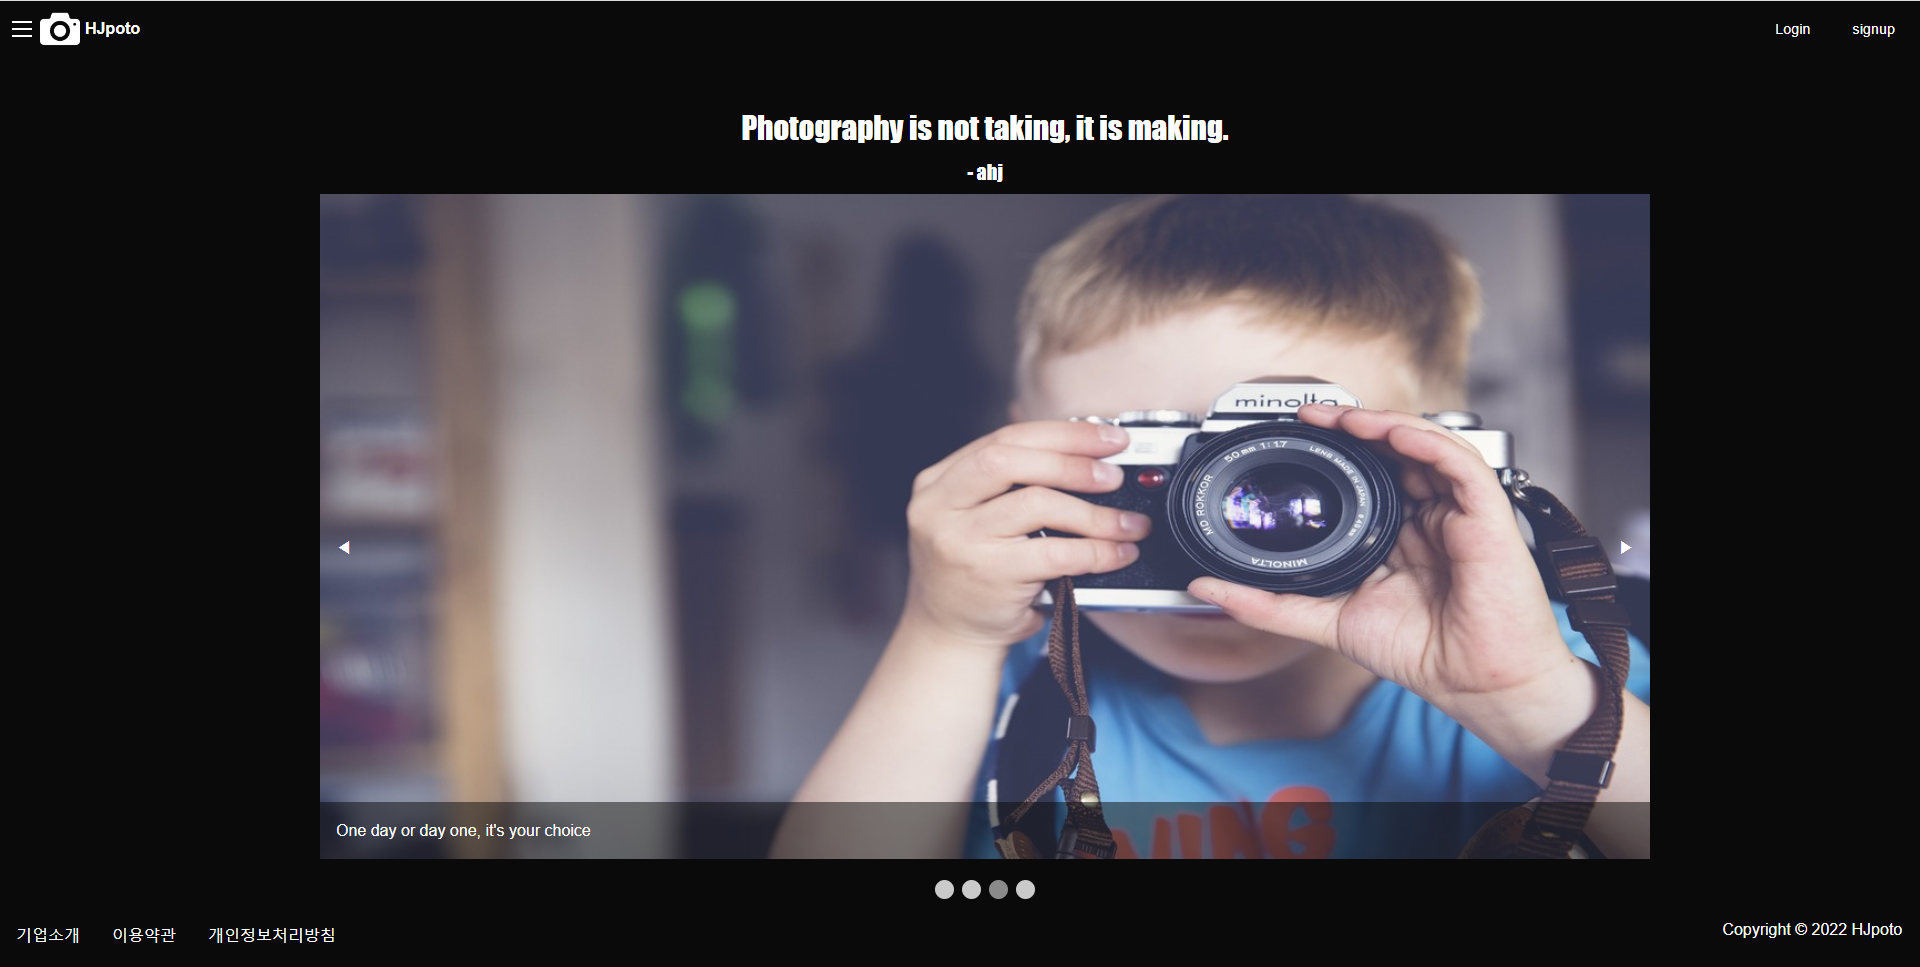 HJpoto
Login
signup
Photography is not taking, it is making.
- ahj
minolta
50mm 1:1.7
LENS MADE IN JAPAN
MD ROKKOR
MINOLTA
One day or day one, it's your choice
기업소개
이용약관
개인정보처리방침
Copyright © 2022 HJpoto